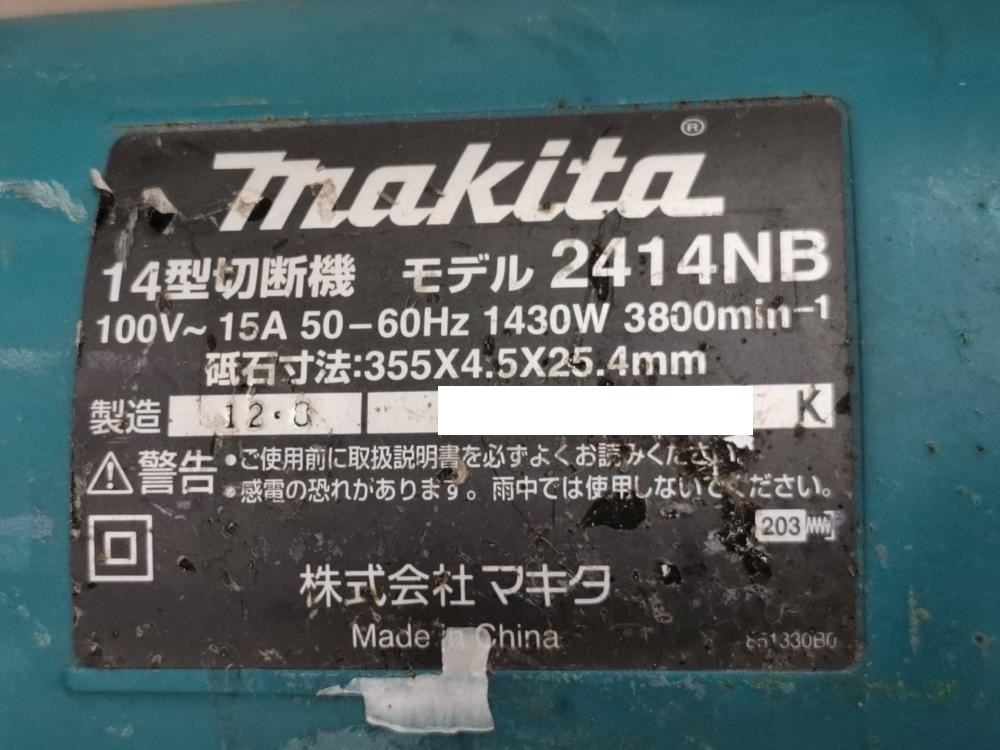 makita®
14型切断機 モデル 2414NB
100V~ 15A 50-60Hz 1430W 3800min⁻¹
砥石寸法:355X4.5X25.4mm
製造 12・8 K
警告 ・ご使用前に取扱説明書を必ずよくお読みください。
・感電の恐れがあります。雨中では使用しないでください。
203
株式会社 マキタ
Made in China